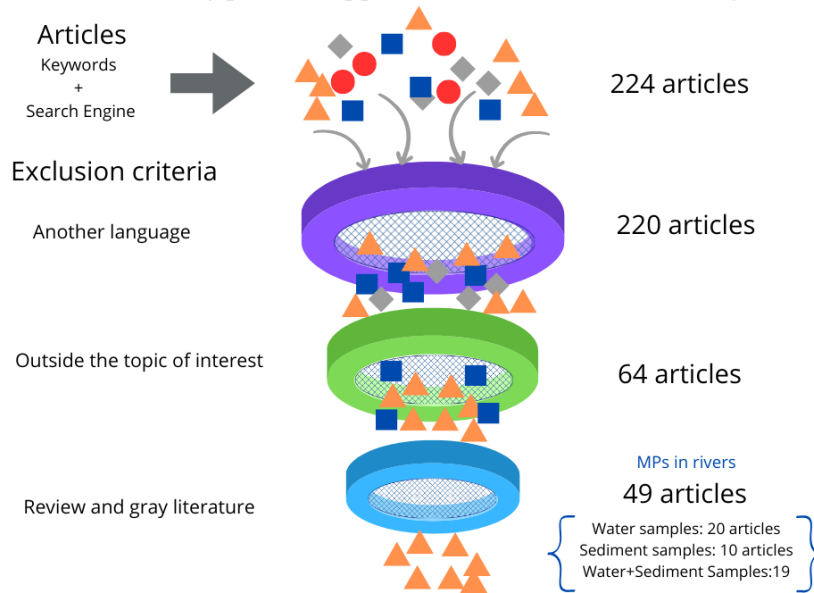 Articles
Keywords
+
Search Engine
224 articles
Exclusion criteria
Another language
220 articles
Outside the topic of interest
64 articles
Review and gray literature
MPs in rivers
49 articles
Water samples: 20 articles
Sediment samples: 10 articles
Water+Sediment Samples:19